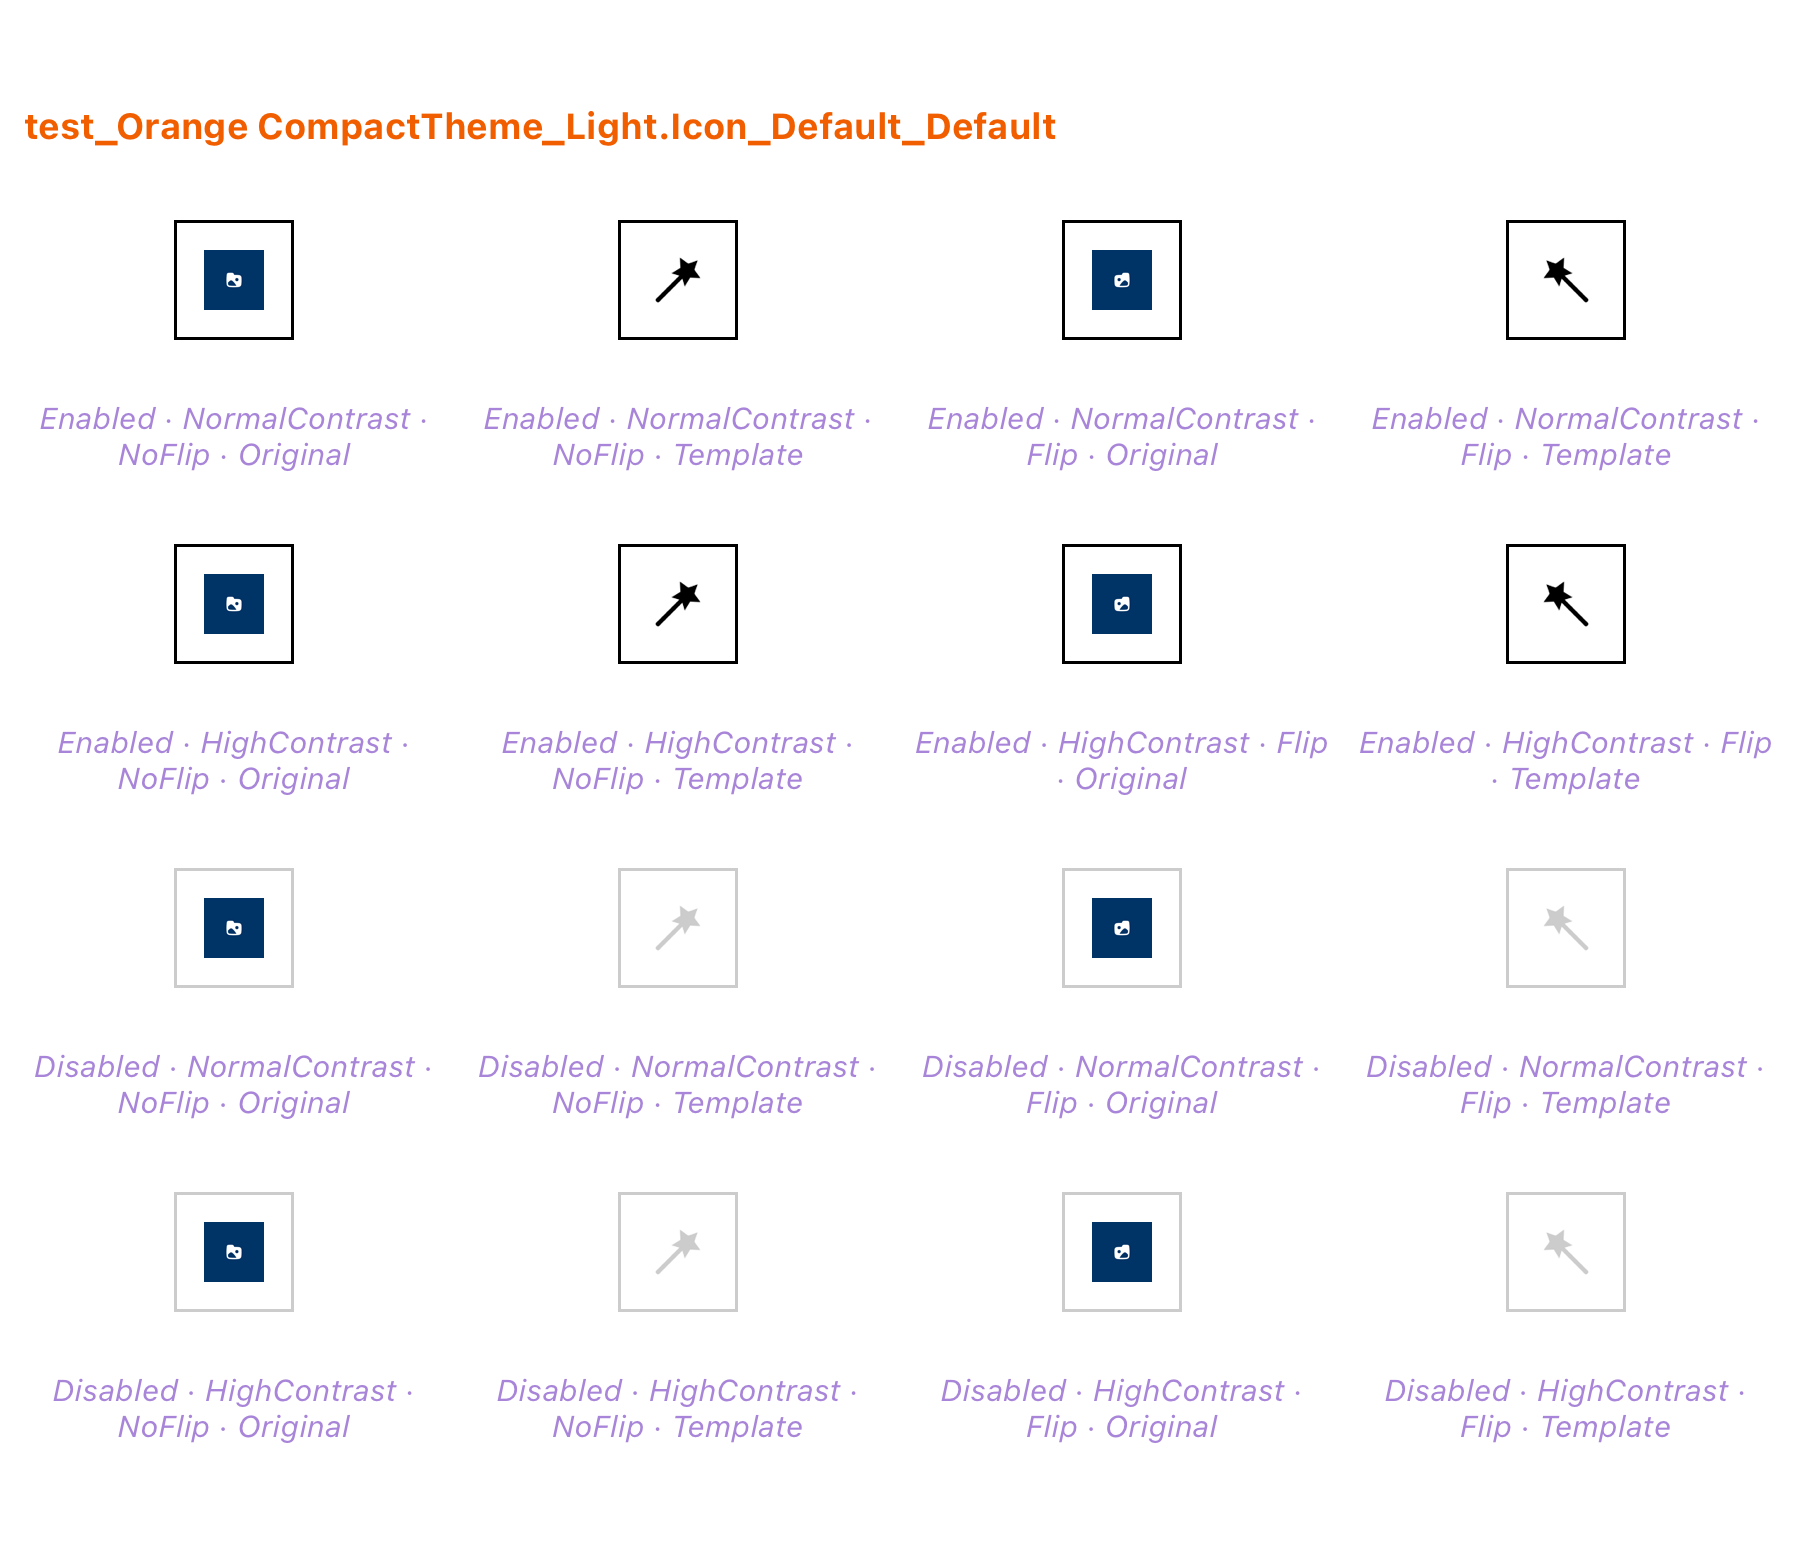 test_Orange CompactTheme_Light.Icon_Default_Default
Enabled · NormalContrast ·
NoFlip · Original
Enabled · NormalContrast ·
NoFlip · Template
Enabled · NormalContrast ·
Flip · Original
Enabled · NormalContrast ·
Flip · Template
Enabled · HighContrast ·
NoFlip · Original
Enabled · HighContrast ·
NoFlip · Template
Enabled · HighContrast · Flip
· Original
Enabled · HighContrast · Flip
· Template
Disabled · NormalContrast ·
NoFlip · Original
Disabled · NormalContrast ·
NoFlip · Template
Disabled · NormalContrast ·
Flip · Original
Disabled · NormalContrast ·
Flip · Template
Disabled · HighContrast ·
NoFlip · Original
Disabled · HighContrast ·
NoFlip · Template
Disabled · HighContrast ·
Flip · Original
Disabled · HighContrast ·
Flip · Template